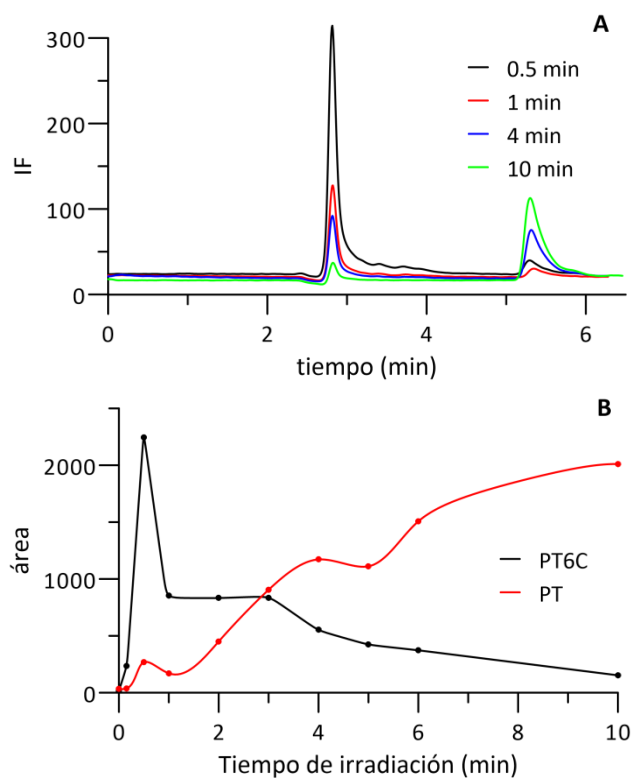 A
300
200
100
0
IF
0.5 min
1 min
4 min
10 min
0 2 4 6
tiempo (min)
B
2000
1000
0
área
PT6C
PT
0 2 4 6 8 10
Tiempo de irradiación (min)